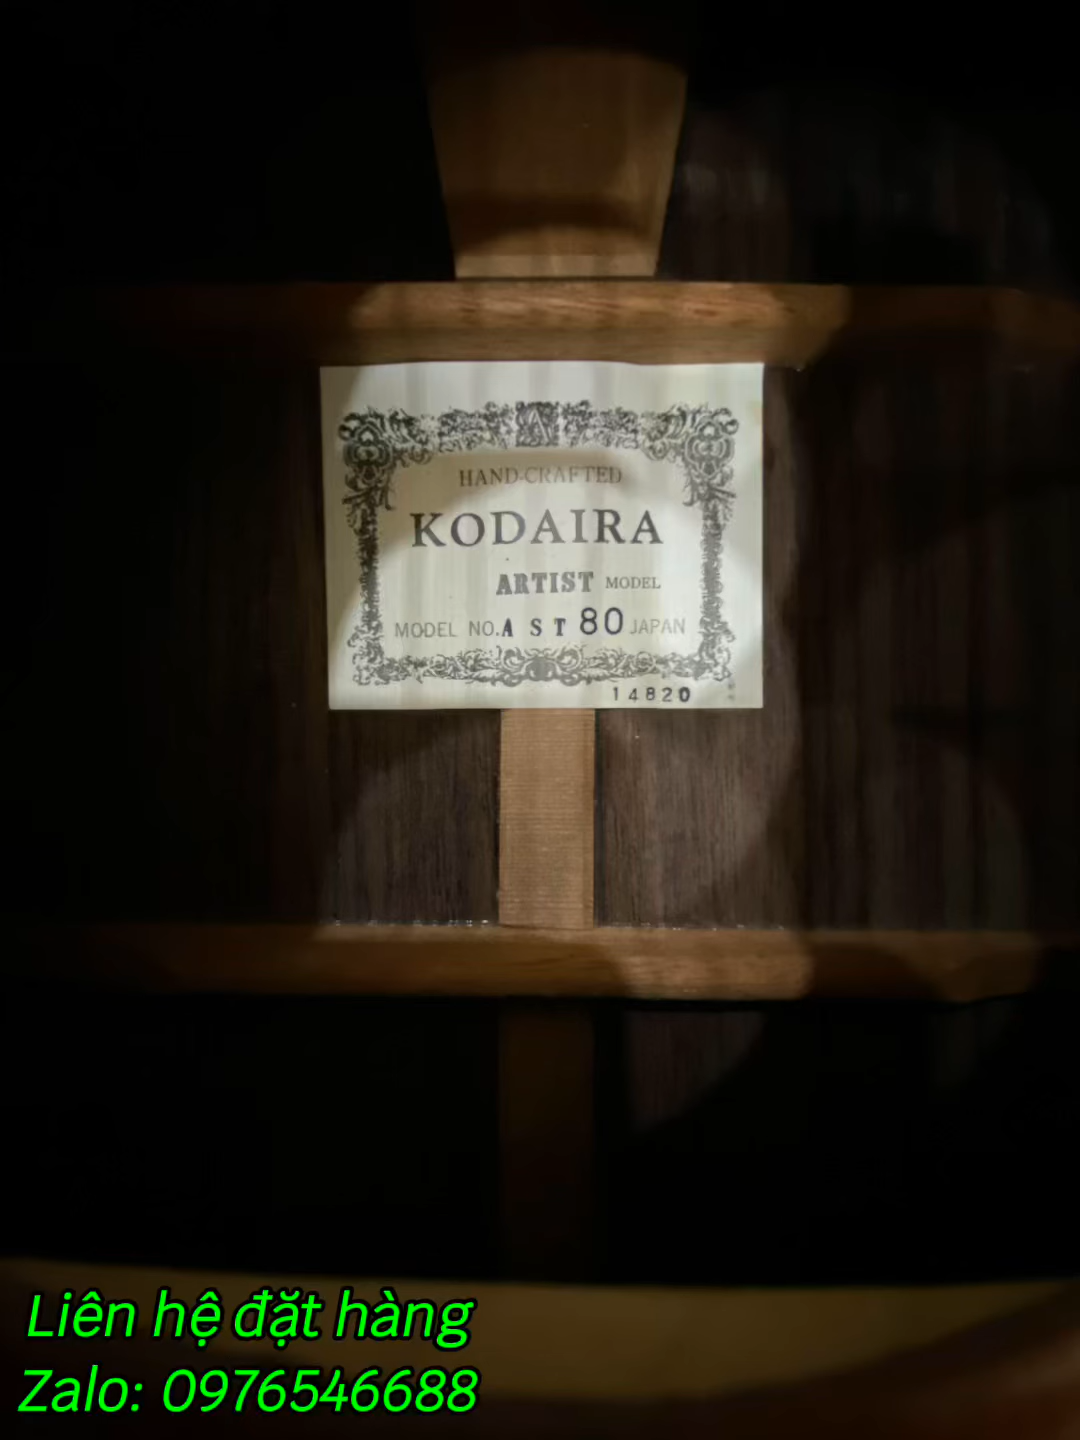 A
HAND-CRAFTED
KODAIRA
ARTIST MODEL
MODEL NO. A S T 80 JAPAN
14820
Liên hệ đặt hàng
Zalo: 0976546688